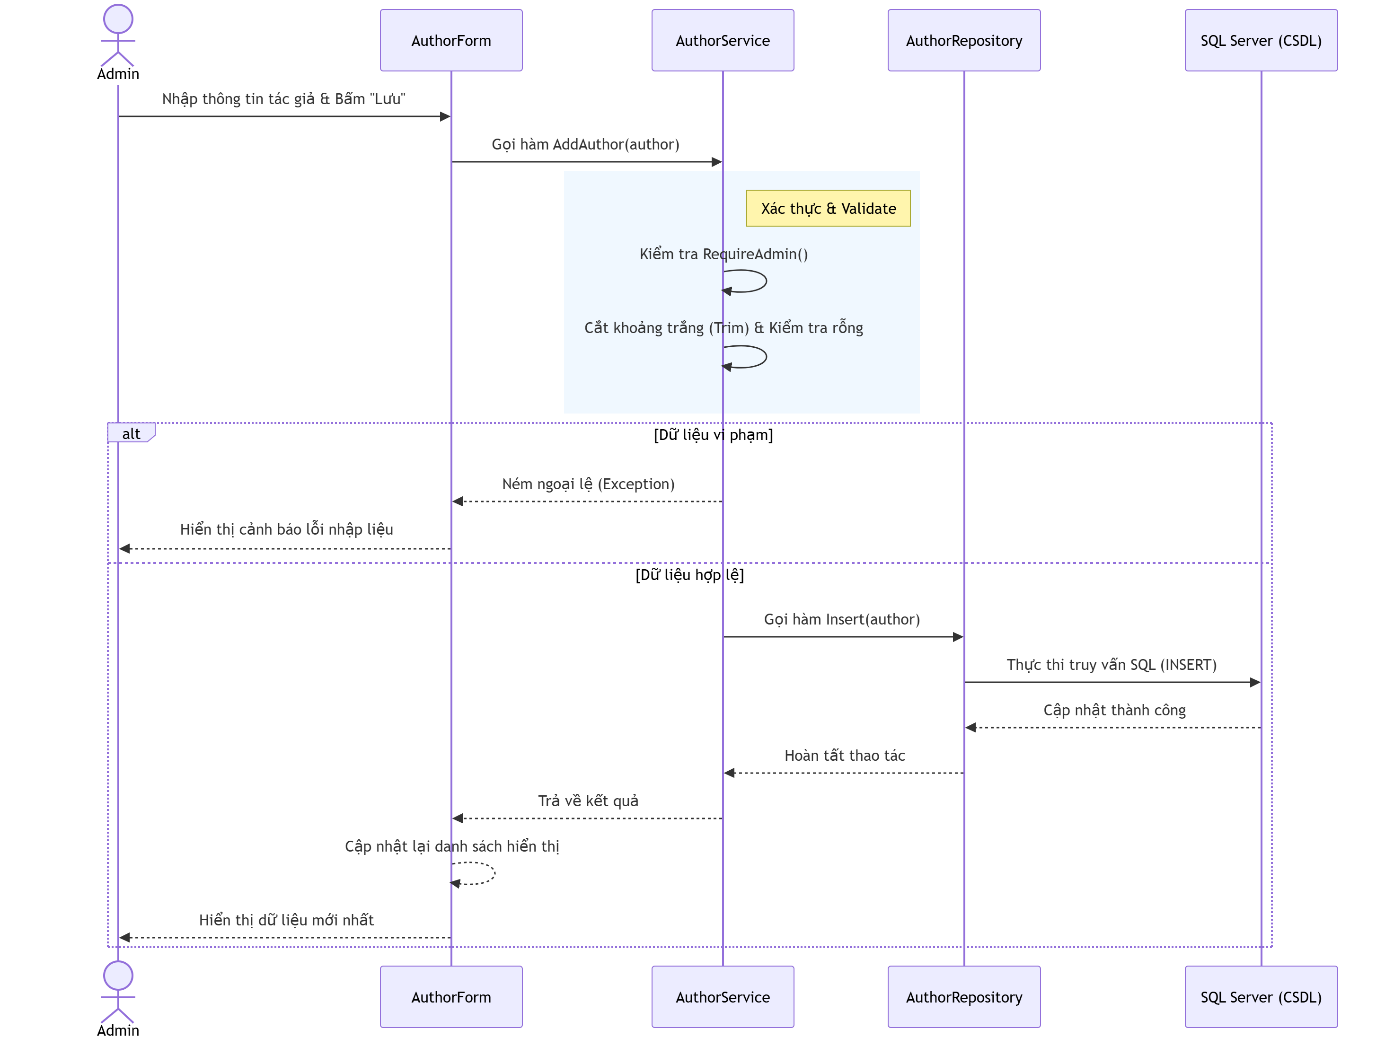 Admin
AuthorForm
AuthorService
AuthorRepository
SQL Server (CSDL)
Nhập thông tin tác giả & Bấm "Lưu"
Gọi hàm AddAuthor(author)
Xác thực & Validate
Kiểm tra RequireAdmin()
Cắt khoảng trắng (Trim) & Kiểm tra rỗng
alt
[Dữ liệu vi phạm]
Ném ngoại lệ (Exception)
Hiển thị cảnh báo lỗi nhập liệu
[Dữ liệu hợp lệ]
Gọi hàm Insert(author)
Thực thi truy vấn SQL (INSERT)
Cập nhật thành công
Hoàn tất thao tác
Trả về kết quả
Cập nhật lại danh sách hiển thị
Hiển thị dữ liệu mới nhất
Admin
AuthorForm
AuthorService
AuthorRepository
SQL Server (CSDL)